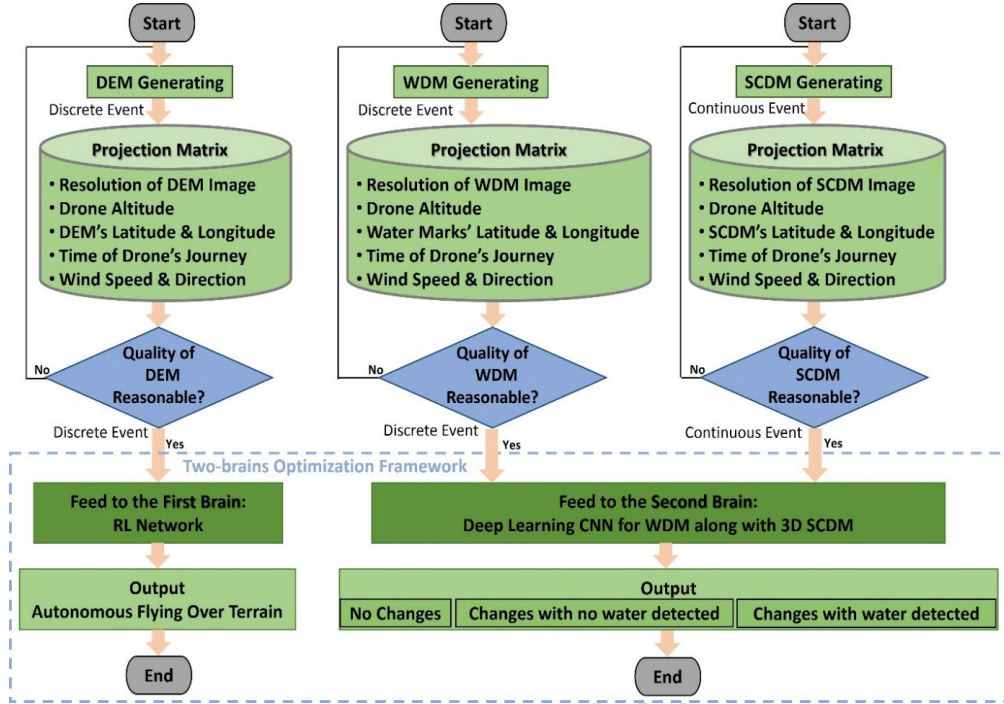 Start
DEM Generating
Discrete Event
Projection Matrix
• Resolution of DEM Image
• Drone Altitude
• DEM's Latitude & Longitude
• Time of Drone's Journey
• Wind Speed & Direction
Quality of
DEM
Reasonable?
No
Discrete Event
Yes
Start
WDM Generating
Discrete Event
Projection Matrix
• Resolution of WDM Image
• Drone Altitude
• Water Marks' Latitude & Longitude
• Time of Drone's Journey
• Wind Speed & Direction
Quality of
WDM
Reasonable?
No
Discrete Event
Yes
Start
SCDM Generating
Continuous Event
Projection Matrix
• Resolution of SCDM Image
• Drone Altitude
• SCDM's Latitude & Longitude
• Time of Drone's Journey
• Wind Speed & Direction
Quality of
SCDM
Reasonable?
No
Continuous Event
Yes
Two-brains Optimization Framework
Feed to the First Brain:
RL Network
Output
Autonomous Flying Over Terrain
End
Feed to the Second Brain:
Deep Learning CNN for WDM along with 3D SCDM
Output
No Changes
Changes with no water detected
Changes with water detected
End